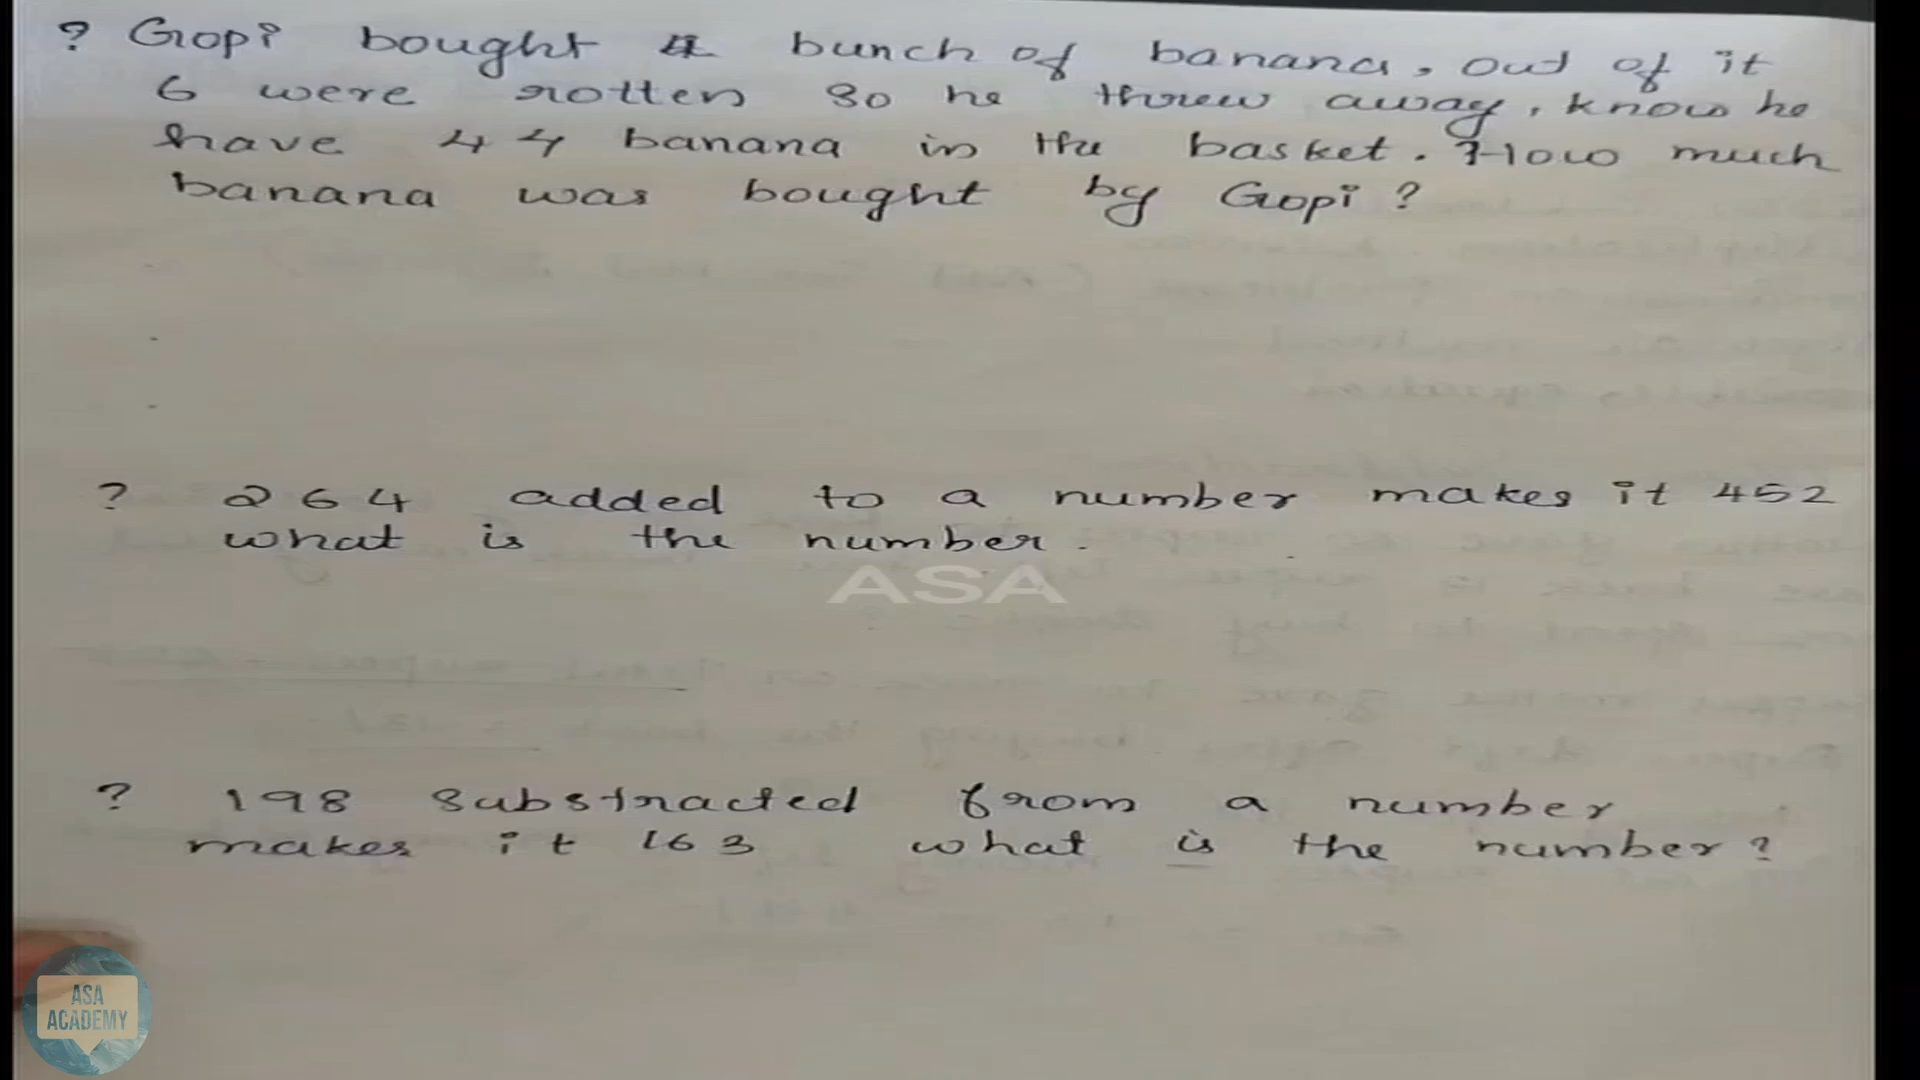 ? Gopi bought a bunch of banana, out of it
6 were rotten so he threw away, know he
have 44 banana in the basket. How much
banana was bought by Gopi?
? 264 added to a number makes it 452
what is the number.
ASA
? 198 substracted from a number
makes it 163 what is the number?
ASA
ACADEMY